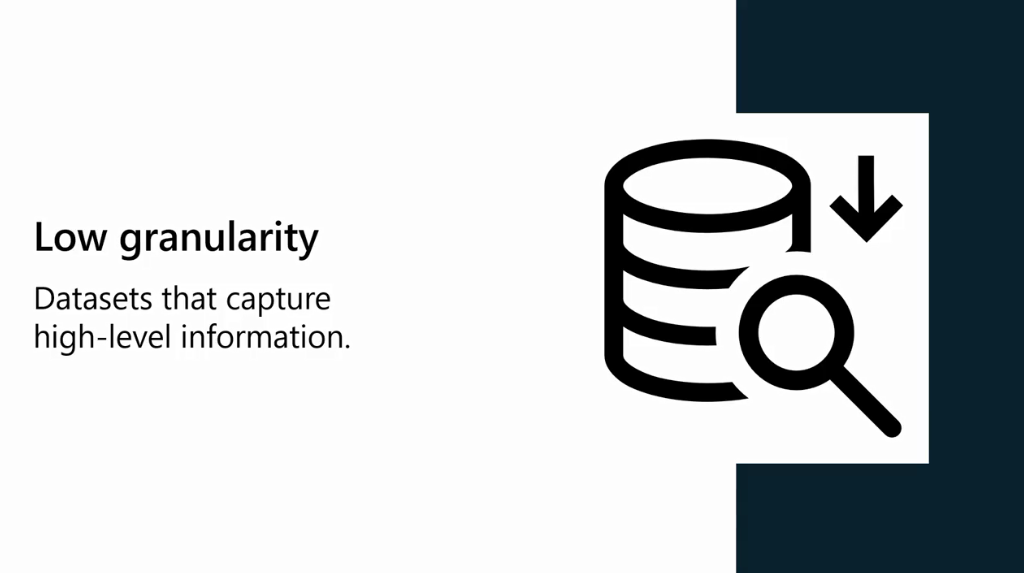 Low granularity
Datasets that capture
high-level information.